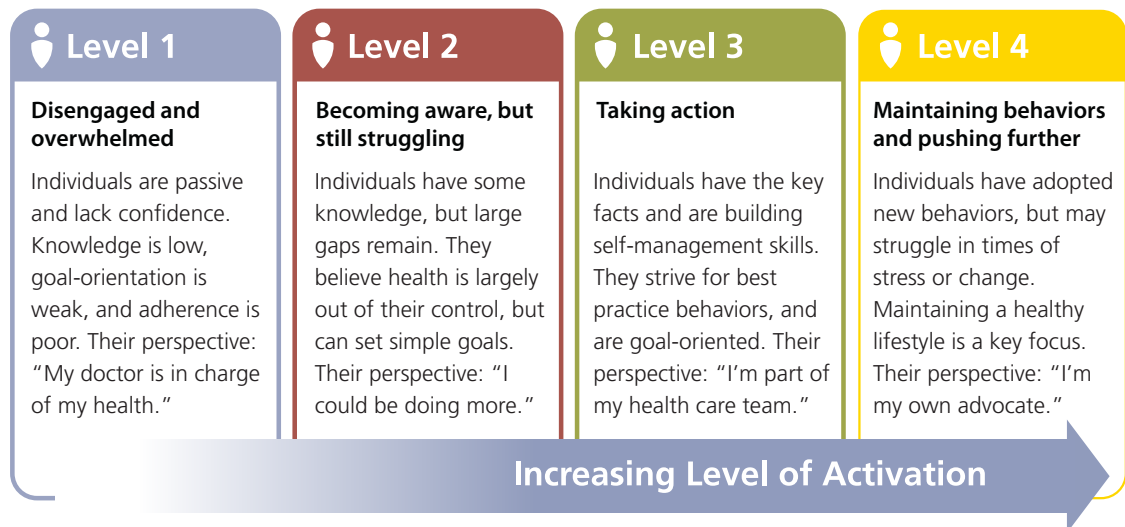 Level 1
Disengaged and
overwhelmed
Individuals are passive
and lack confidence.
Knowledge is low,
goal-orientation is
weak, and adherence is
poor. Their perspective:
“My doctor is in charge
of my health.”
Level 2
Becoming aware, but
still struggling
Individuals have some
knowledge, but large
gaps remain. They
believe health is largely
out of their control, but
can set simple goals.
Their perspective: “I
could be doing more.”
Level 3
Taking action
Individuals have the key
facts and are building
self-management skills.
They strive for best
practice behaviors, and
are goal-oriented. Their
perspective: “I’m part of
my health care team.”
Level 4
Maintaining behaviors
and pushing further
Individuals have adopted
new behaviors, but may
struggle in times of
stress or change.
Maintaining a healthy
lifestyle is a key focus.
Their perspective: “I’m
my own advocate.”
Increasing Level of Activation